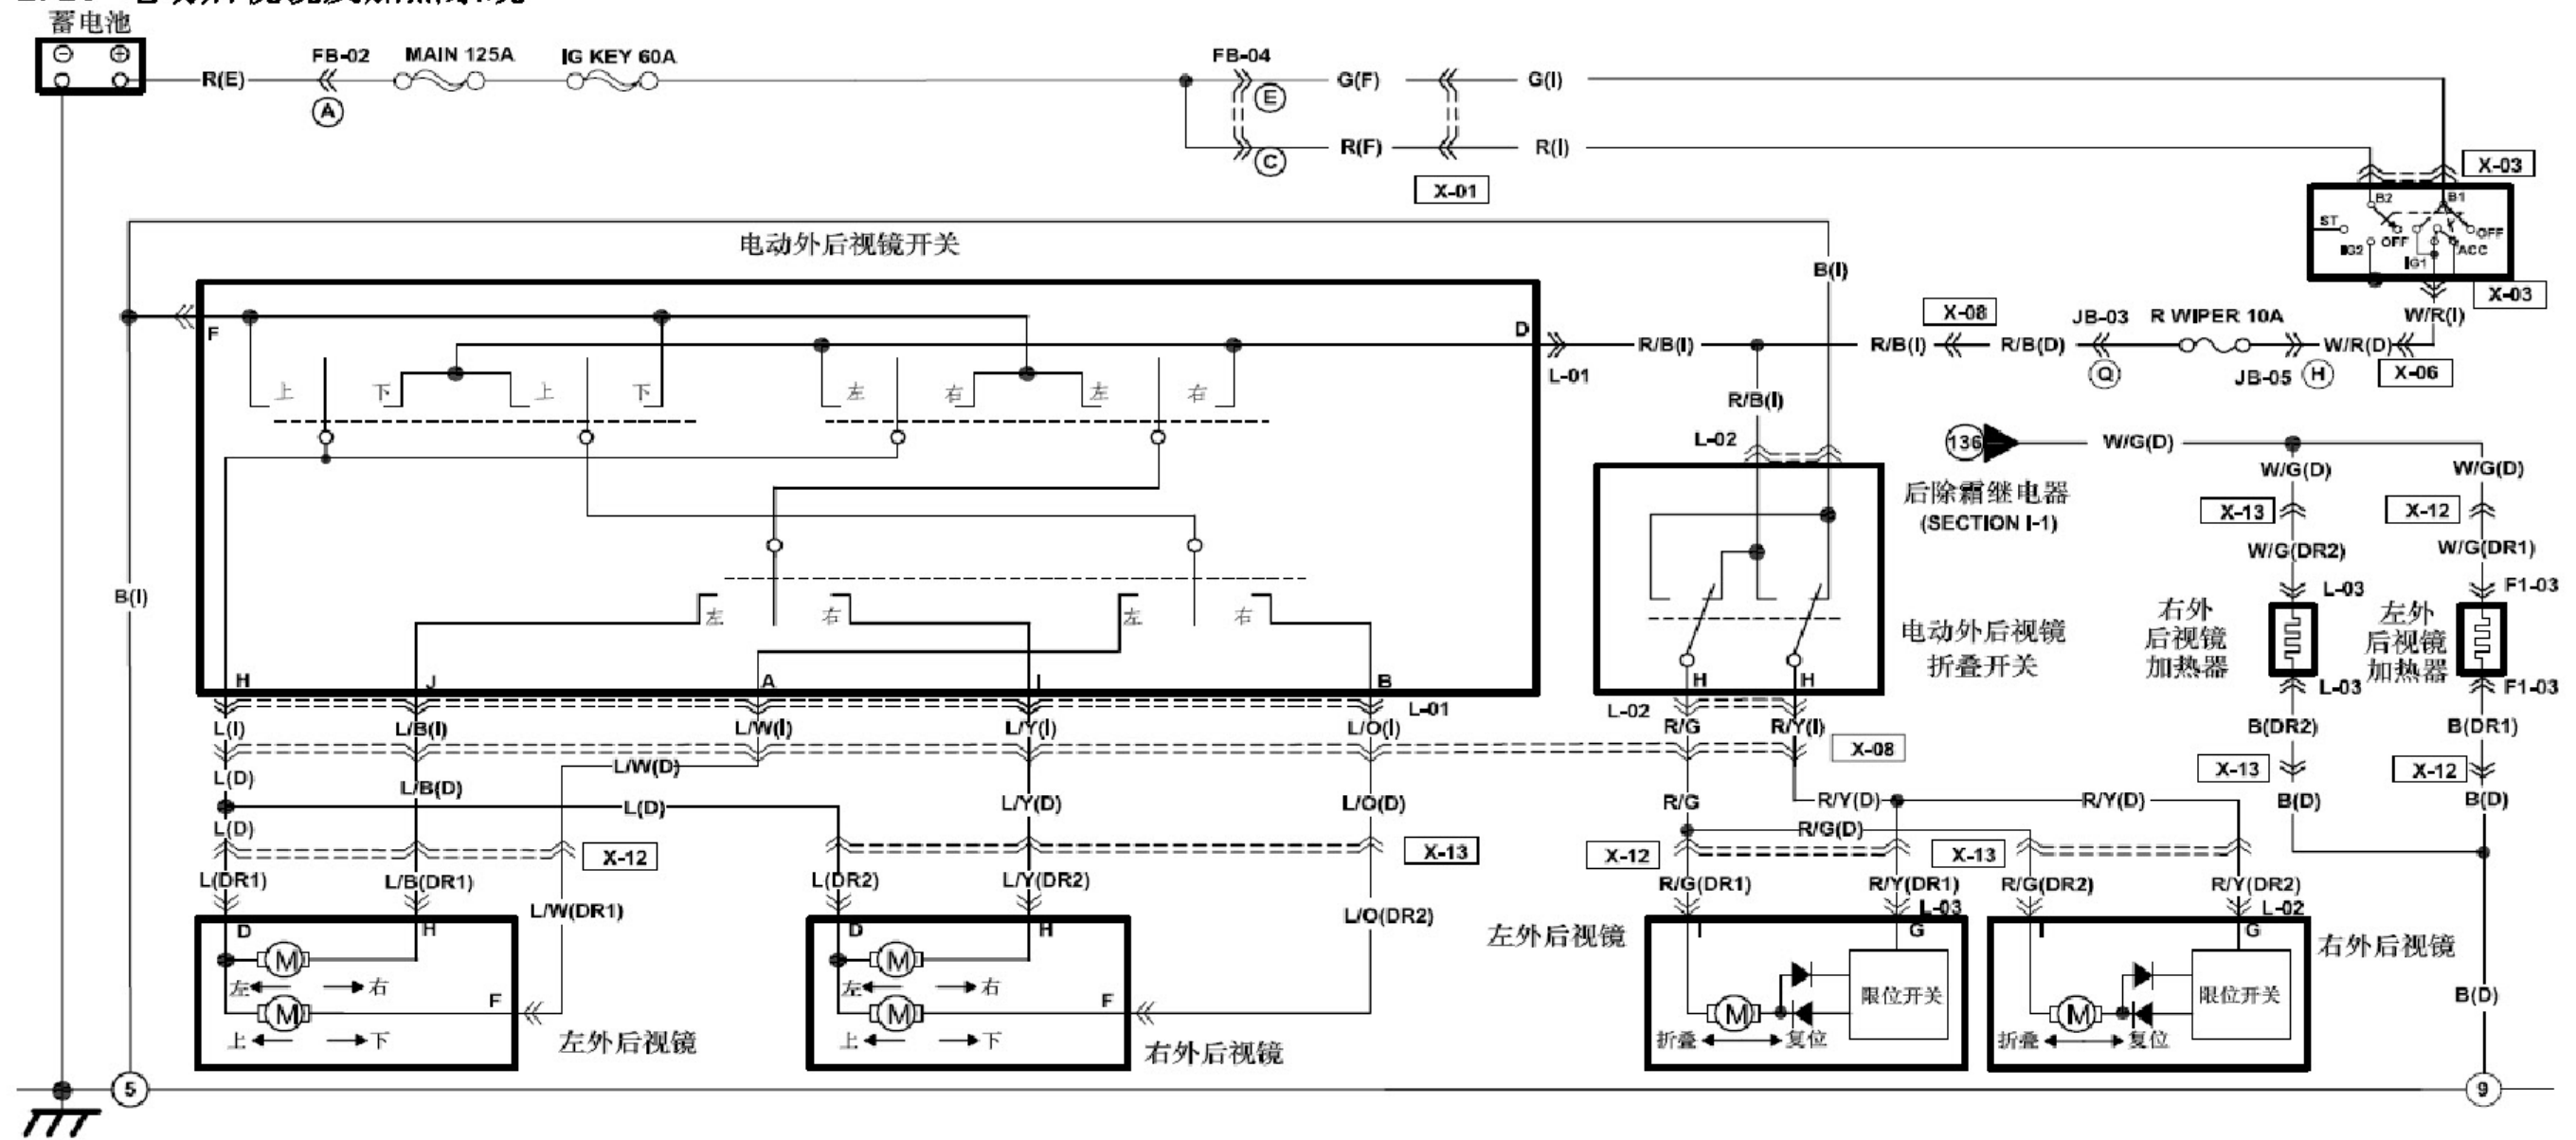 蓄电池
R(E)
FB-02
A
MAIN 125A
IG KEY 60A
FB-04
E
G(F)
G(I)
C
R(F)
R(I)
X-01
X-03
B2
B1
ST
OFF
OFF
IG2
IG1
ACC
X-03
W/R(I)
电动外后视镜开关
B(I)
F
D
L-01
R/B(I)
R/B(I)
X-08
R/B(D)
JB-03
Q
R WIPER 10A
JB-05
H
W/R(D)
X-06
上
下
上
下
左
右
左
右
R/B(I)
L-02
136
W/G(D)
后除霜继电器
(SECTION I-1)
W/G(D)
W/G(D)
X-13
X-12
W/G(DR2)
W/G(DR1)
L-03
F1-03
右外
后视镜
加热器
左外
后视镜
加热器
L-03
F1-03
B(DR2)
B(DR1)
X-13
X-12
B(D)
B(D)
B(D)
B(I)
左
右
左
右
电动外后视镜
折叠开关
H
J
A
I
B
L-01
H
H
L-02
L(I)
L/B(I)
L/W(I)
L/Y(I)
L/O(I)
R/G
R/Y(I)
X-08
L(D)
L/B(D)
L/W(D)
L(D)
L/Y(D)
L/O(D)
R/G
R/Y(D)
R/Y(D)
R/G(D)
L(D)
X-12
X-13
X-12
X-13
L(DR1)
L/B(DR1)
L/W(DR1)
L(DR2)
L/Y(DR2)
L/O(DR2)
R/G(DR1)
R/Y(DR1)
R/G(DR2)
R/Y(DR2)
L-03
L-02
D
H
M
左
右
M
F
上
下
左外后视镜
D
H
M
左
右
M
F
上
下
右外后视镜
左外后视镜
I
G
M
限位开关
折叠
复位
I
G
M
限位开关
折叠
复位
右外后视镜
5
9